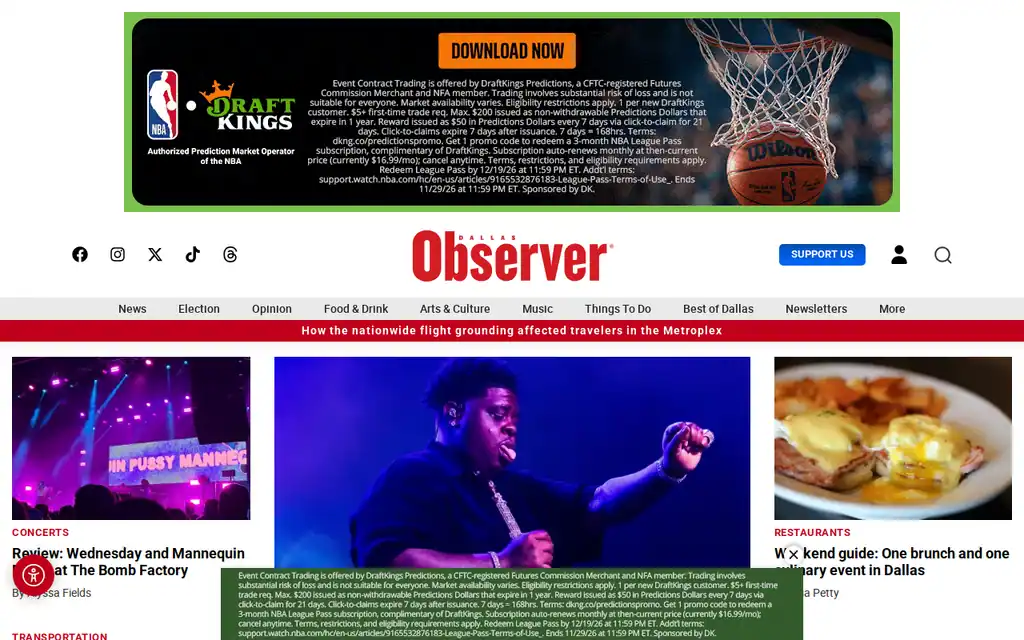 DOWNLOAD NOW
Event Contract Trading is offered by DraftKings Predictions, a CFTC-registered Futures
Commission Merchant and NFA member. Trading involves substantial risk of loss and is not
suitable for everyone. Market availability varies. Eligibility restrictions apply. 1 per new DraftKings
customer. $5+ first-time trade req. Max. $200 issued as non-withdrawable Predictions Dollars that
expire in 1 year. Reward issued as $50 in Predictions Dollars every 7 days via click-to-claim for 21
days. Click-to-claims expire 7 days after issuance. 7 days = 168hrs. Terms:
dkng.co/predictionspromo. Get 1 promo code to redeem a 3-month NBA League Pass
subscription, complimentary of DraftKings. Subscription auto-renews monthly at then-current
price (currently $16.99/mo); cancel anytime. Terms, restrictions, and eligibility requirements apply.
Redeem League Pass by 12/19/26 at 11:59 PM ET. Addt'l terms:
support.watch.nba.com/hc/en-us/articles/9165532876183-League-Pass-Terms-of-Use_. Ends
11/29/26 at 11:59 PM ET. Sponsored by DK.
NBA
DRAFT
KINGS
Authorized Prediction Market Operator
of the NBA
Wilson
DALLAS
Observer
SUPPORT US
News Election Opinion Food & Drink Arts & Culture Music Things To Do Best of Dallas Newsletters More
How the nationwide flight grounding affected travelers in the Metroplex
IN PUSSY MANNEQ
CONCERTS
Review: Wednesday and Mannequin
at The Bomb Factory
RESTAURANTS
kend guide: One brunch and one
culinary event in Dallas
Petty
TRANSPORTATION
Event Contract Trading is offered by DraftKings Predictions, a CFTC-registered Futures Commission Merchant and NFA member. Trading involves
substantial risk of loss and is not suitable for everyone. Market availability varies. Eligibility restrictions apply. 1 per new DraftKings customer. $5+ first-time
trade req. Max. $200 issued as non-withdrawable Predictions Dollars that expire in 1 year. Reward issued as $50 in Predictions Dollars every 7 days via
click-to-claim for 21 days. Click-to-claims expire 7 days after issuance. 7 days = 168hrs. Terms: dkng.co/predictionspromo. Get 1 promo code to redeem a
3-month NBA League Pass subscription, complimentary of DraftKings. Subscription auto-renews monthly at then-current price (currently $16.99/mo);
cancel anytime. Terms, restrictions, and eligibility requirements apply. Redeem League Pass by 12/19/26 at 11:59 PM ET. Addt'l terms:
support.watch.nba.com/hc/en-us/articles/9165532876183-League-Pass-Terms-of-Use_. Ends 11/29/26 at 11:59 PM ET. Sponsored by DK.